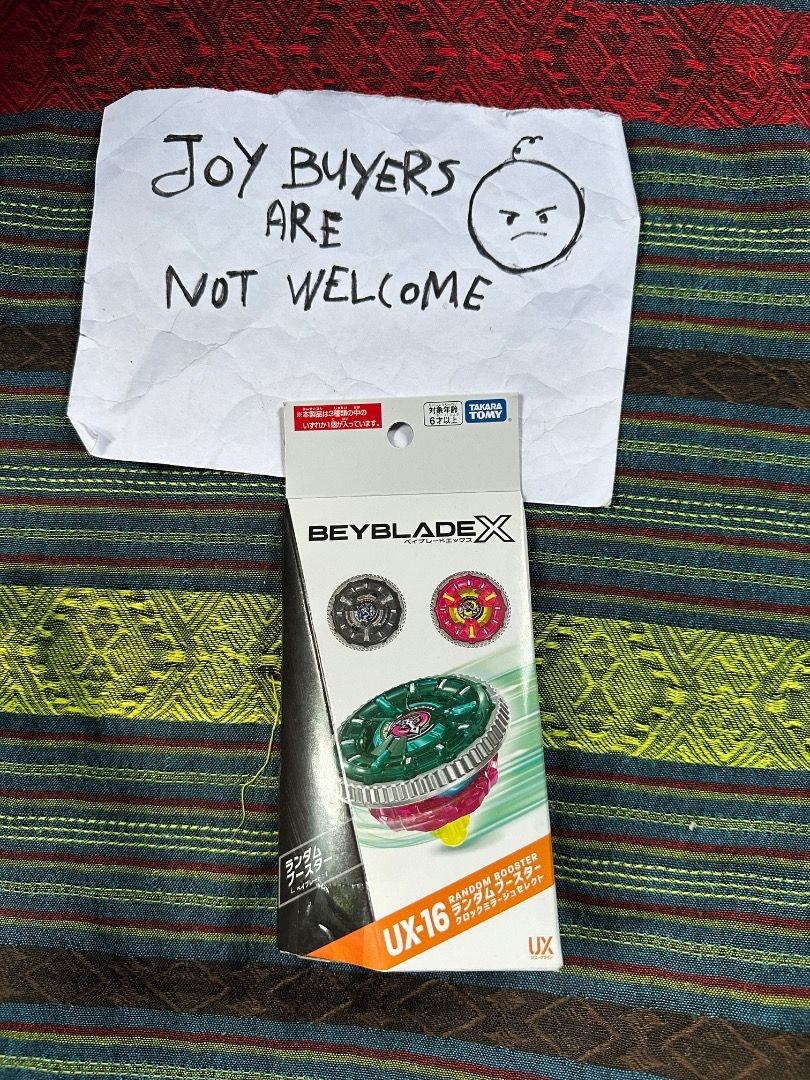 JOY BUYERS
ARE
NOT WELCOME
※本製品は3種類の中の
いずれか1個が入っています。
対象年齢
6才以上
TAKARA
TOMY
BEYBLADE X
ベイブレードエックス
ランダム
ブースター
UX-16
RANDOM BOOSTER
ランダムブースター
クロックミラージュセレクト
UX